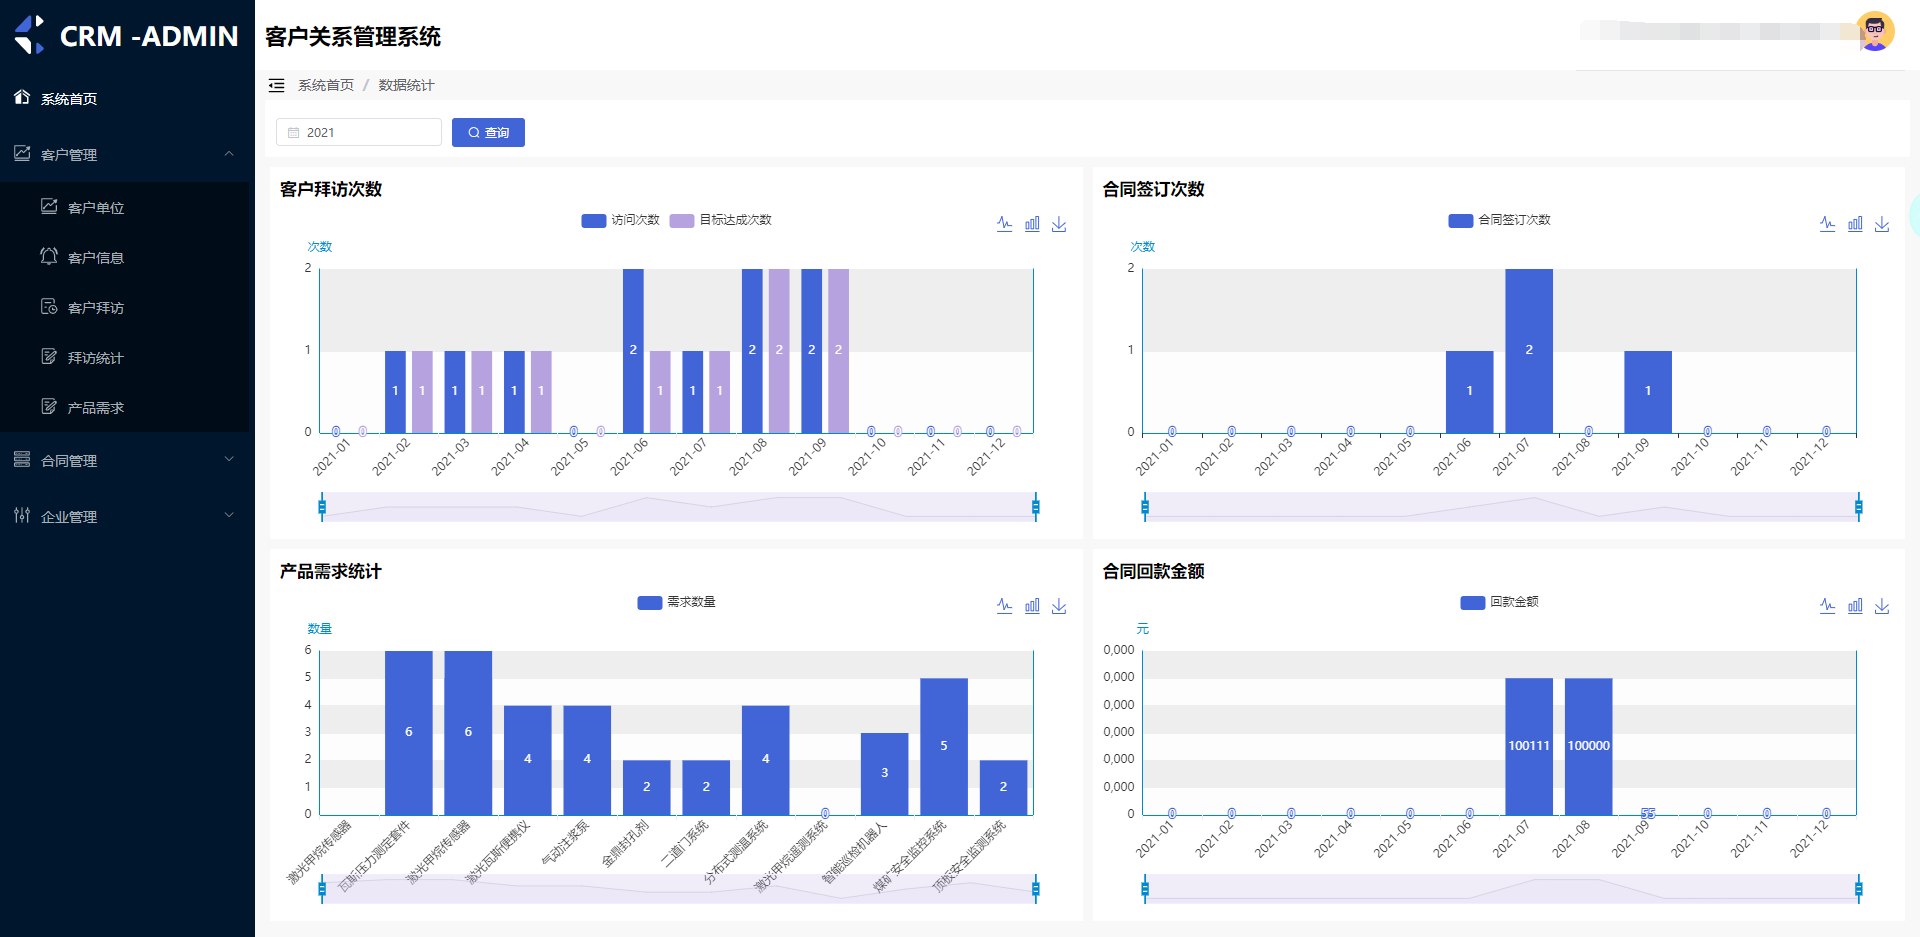 CRM -ADMIN
客户关系管理系统
系统首页
客户管理
客户单位
客户信息
客户拜访
拜访统计
产品需求
合同管理
企业管理
系统首页 / 数据统计
2021
查询
客户拜访次数
访问次数 目标达成次数
次数
2
1
0
1 1 1 1 1 1 2 1 1 1 2 2 2 2
0 0 0 0 0 0 0 0 0 0
2021-01 2021-02 2021-03 2021-04 2021-05 2021-06 2021-07 2021-08 2021-09 2021-10 2021-11 2021-12
合同签订次数
合同签订次数
次数
2
1
0
0 0 0 0 0 1 2 0 1 0 0 0
2021-01 2021-02 2021-03 2021-04 2021-05 2021-06 2021-07 2021-08 2021-09 2021-10 2021-11 2021-12
产品需求统计
需求数量
数量
6
5
4
3
2
1
0
6 6 4 4 2 2 4 0 3 5 2
激光甲烷传感器 瓦斯压力测定套件 激光甲烷传感器 激光瓦斯便携仪 气动注浆泵 金鼎封孔剂 二道门系统 分布式测温系统 激光甲烷遥测系统 智能巡检机器人 煤矿安全监控系统 顶板安全监测系统
合同回款金额
回款金额
元
0,000
0,000
0,000
0,000
0,000
0,000
0
0 0 0 0 0 0 100111 100000 55 0 0 0
2021-01 2021-02 2021-03 2021-04 2021-05 2021-06 2021-07 2021-08 2021-09 2021-10 2021-11 2021-12